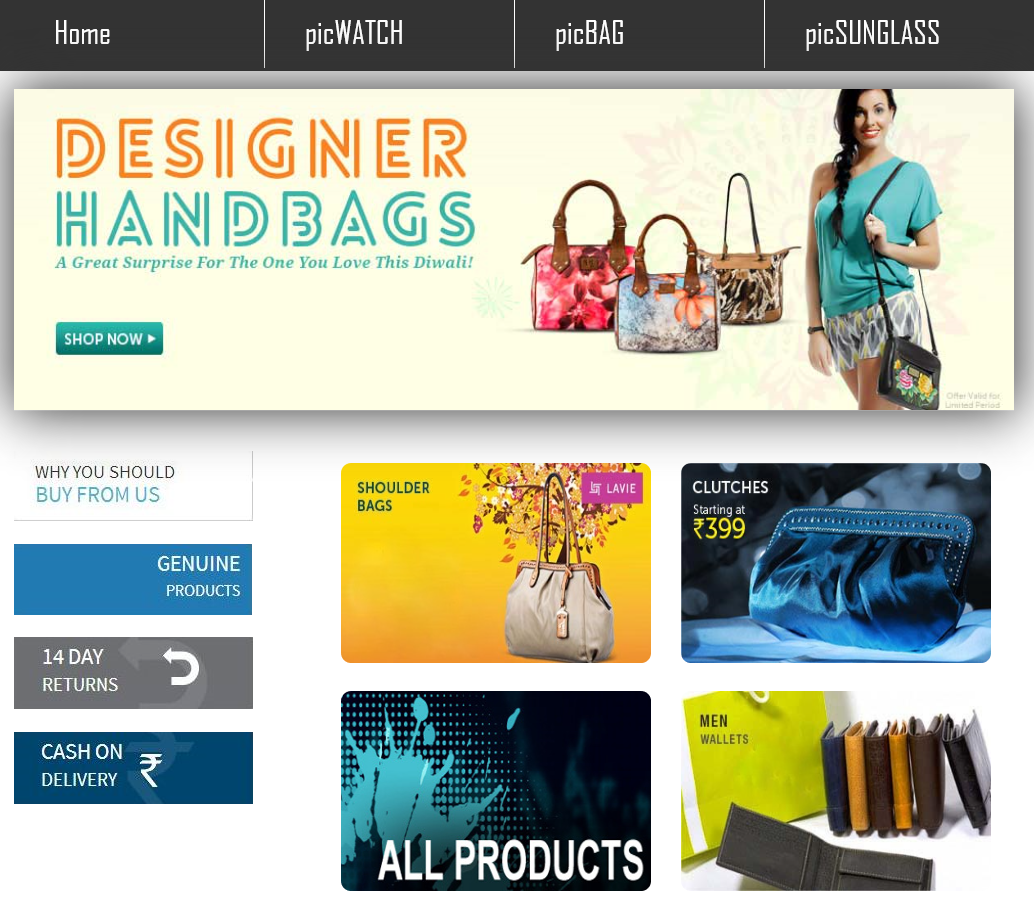 Home
picWATCH
picBAG
picSUNGLASS
DESIGNER
HANDBAGS
A Great Surprise For The One You Love This Diwali!
SHOP NOW
Offer Valid for
Limited Period
WHY YOU SHOULD
BUY FROM US
GENUINE
PRODUCTS
14 DAY
RETURNS
CASH ON
DELIVERY
₹
SHOULDER
BAGS
LAVIE
CLUTCHES
Starting at
₹399
ALL PRODUCTS
MEN
WALLETS